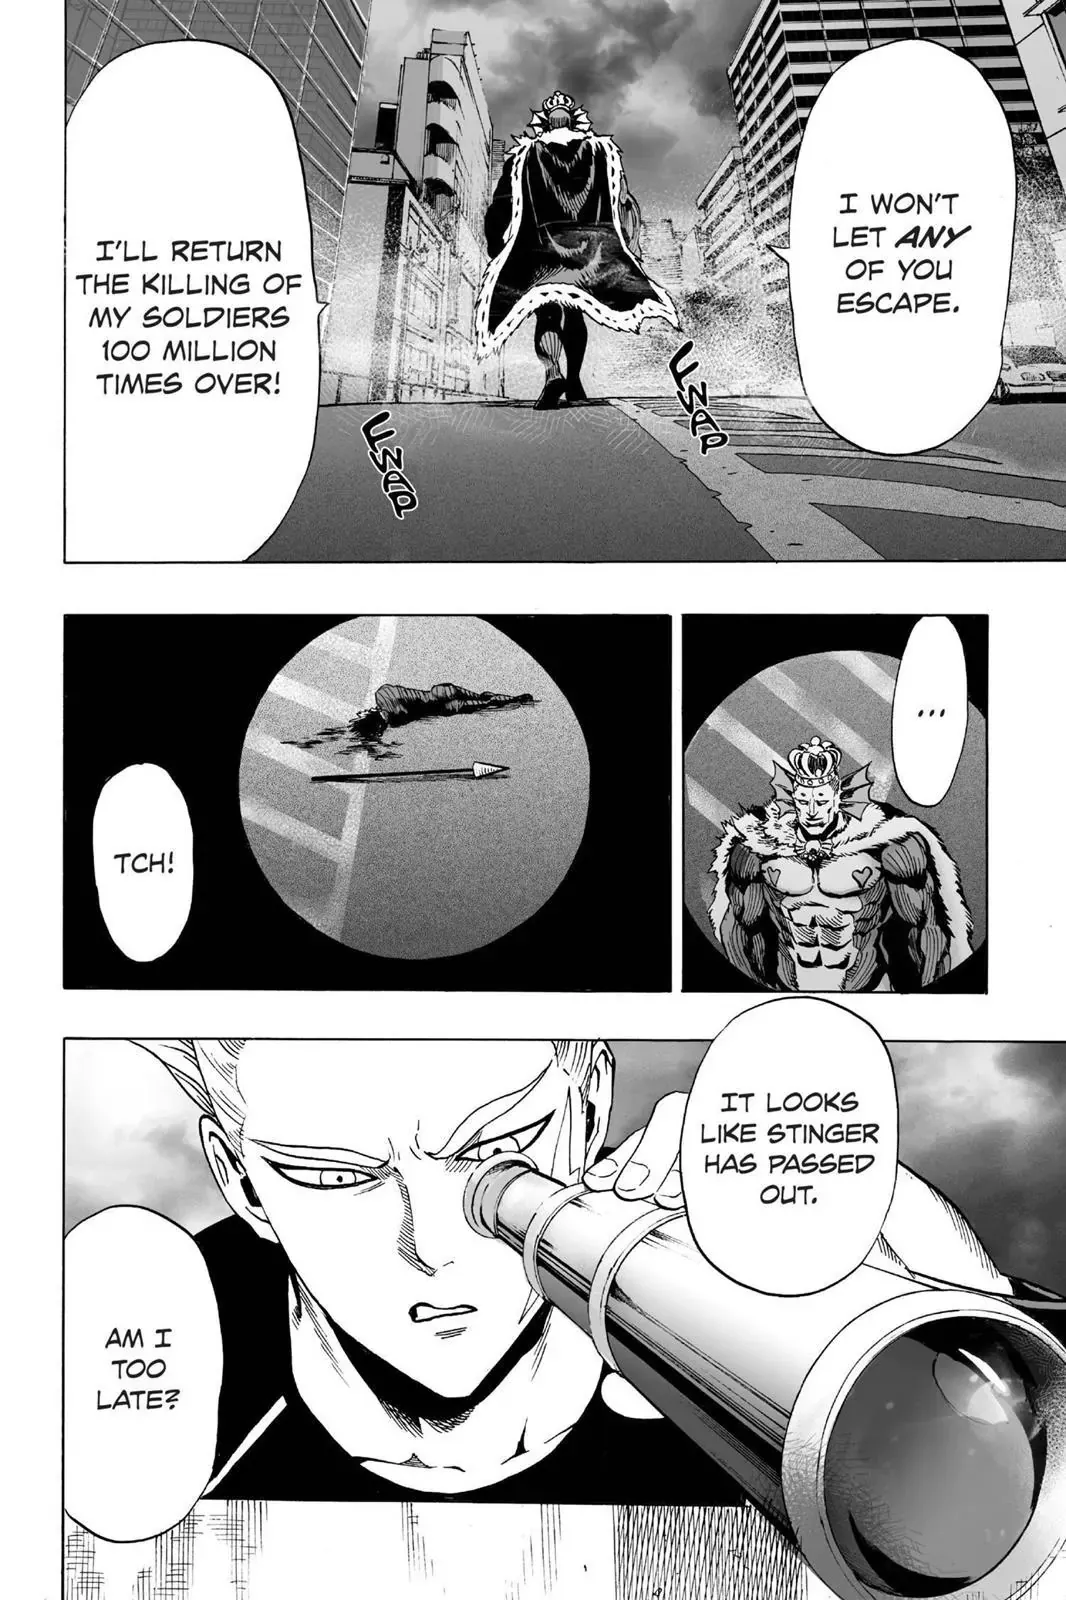 I WON'T
LET ANY
OF YOU
ESCAPE.
I'LL RETURN
THE KILLING OF
MY SOLDIERS
100 MILLION
TIMES OVER!
FWAP
FWAP
...
TCH!
IT LOOKS
LIKE STINGER
HAS PASSED
OUT.
AM I
TOO
LATE?